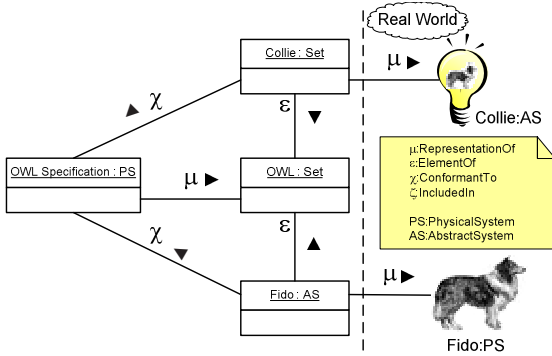 Real World
Collie : Set
μ
ε
χ
Collie:AS
OWL Specification : PS
μ
OWL : Set
ε
χ
μ:RepresentationOf
ε:ElementOf
χ:ConformantTo
ζ:IncludedIn
PS:PhysicalSystem
AS:AbstractSystem
Fido : AS
μ
Fido:PS